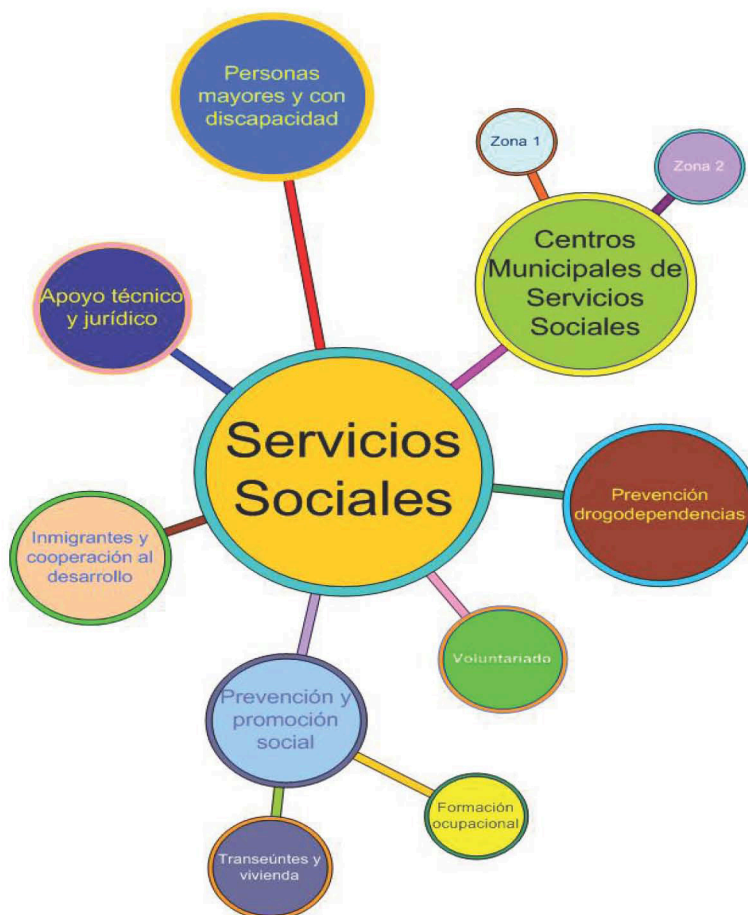 Personas
mayores y con
discapacidad
Zona 1
Zona 2
Centros
Municipales de
Servicios
Sociales
Apoyo técnico
y jurídico
Servicios
Sociales
Prevención
drogodependencias
Inmigrantes y
cooperación al
desarrollo
Voluntariado
Prevención y
promoción
social
Formación
ocupacional
Transeúntes y
vivienda